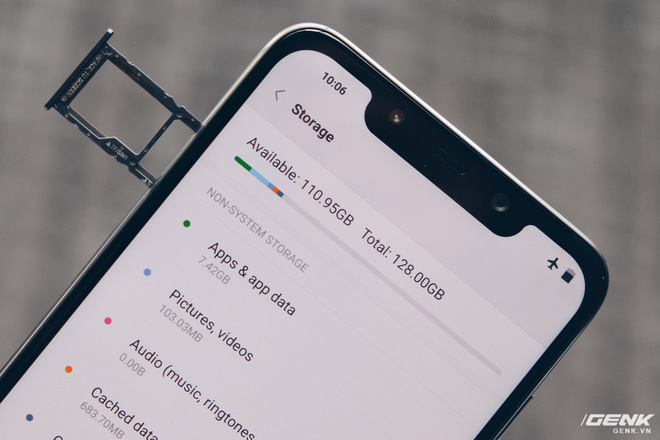 10:06
Storage
Available: 110.95GB Total: 128.00GB
NON-SYSTEM STORAGE
Apps & app data
7.42GB
Pictures, videos
103.03MB
Audio (music, ringtones
0.00B
Cached data
683.70MB
GENK
GENK.VN